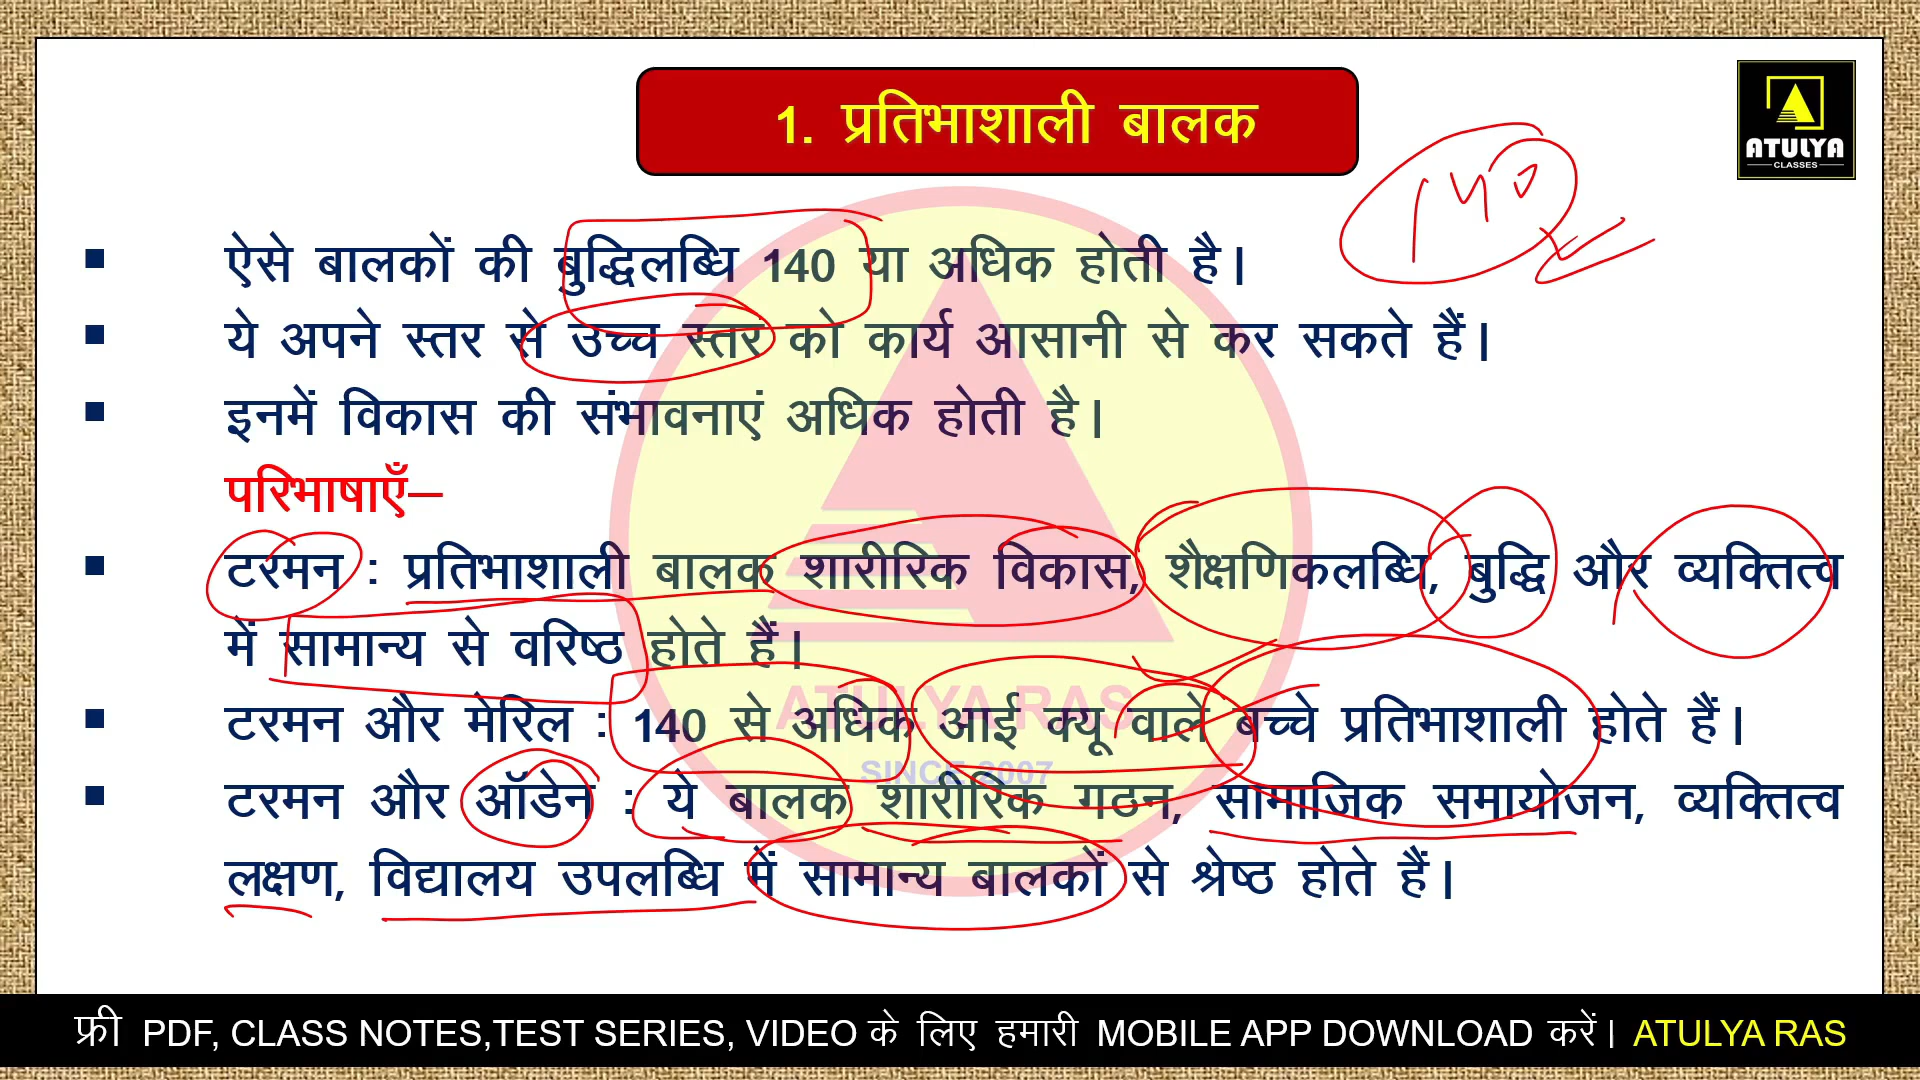 1. प्रतिभाशाली बालक
ATULYA
CLASSES
140
▪ ऐसे बालकों की बुद्धिलब्धि 140 या अधिक होती है।
▪ ये अपने स्तर से उच्च स्तर को कार्य आसानी से कर सकते हैं।
▪ इनमें विकास की संभावनाएं अधिक होती है।
परिभाषाएँ–
▪ टरमन : प्रतिभाशाली बालक शारीरिक विकास, शैक्षणिकलब्धि, बुद्धि और व्यक्तित्व
में सामान्य से वरिष्ठ होते हैं।
▪ टरमन और मेरिल : 140 से अधिक आई क्यू वाले बच्चे प्रतिभाशाली होते हैं।
▪ टरमन और ऑडेन : ये बालक शारीरिक गठन, सामाजिक समायोजन, व्यक्तित्व
लक्षण, विद्यालय उपलब्धि में सामान्य बालकों से श्रेष्ठ होते हैं।
ATULYA RAS
SINCE 2007
फ्री PDF, CLASS NOTES,TEST SERIES, VIDEO के लिए हमारी MOBILE APP DOWNLOAD करें। ATULYA RAS